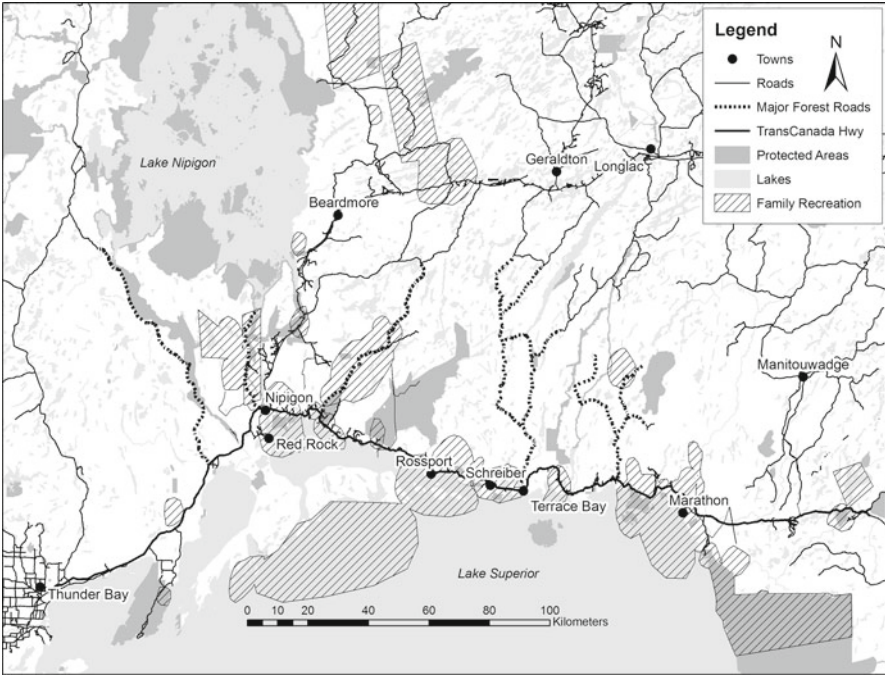 Legend
N
Towns
Roads
Major Forest Roads
TransCanada Hwy
Protected Areas
Lakes
Family Recreation
Lake Nipigon
Geraldton
Longlac
Beardmore
Manitouwadge
Nipigon
Red Rock
Rossport
Schreiber
Terrace Bay
Marathon
Lake Superior
Thunder Bay
0 5 10 20 40 60 80 100
Kilometers